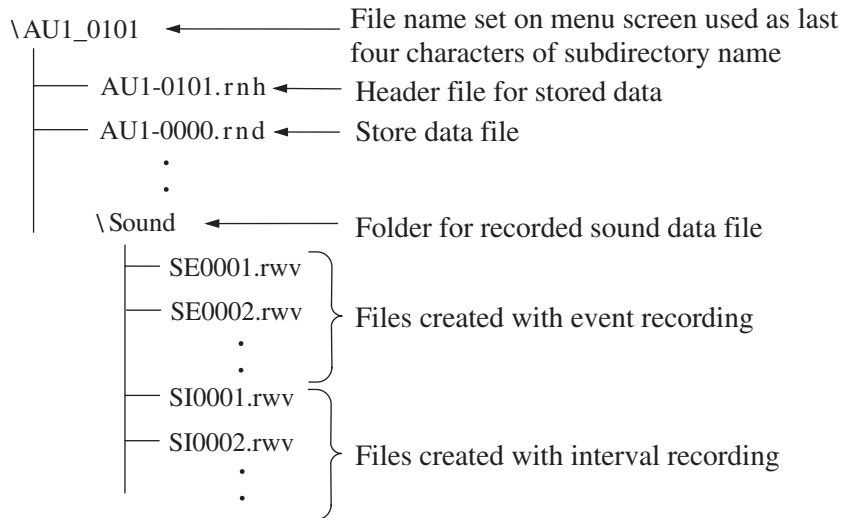 \AU1_0101
File name set on menu screen used as last
four characters of subdirectory name
AU1-0101.rnh
Header file for stored data
AU1-0000.rnd
Store data file
\Sound
Folder for recorded sound data file
SE0001.rwv
SE0002.rwv
Files created with event recording
SI0001.rwv
SI0002.rwv
Files created with interval recording